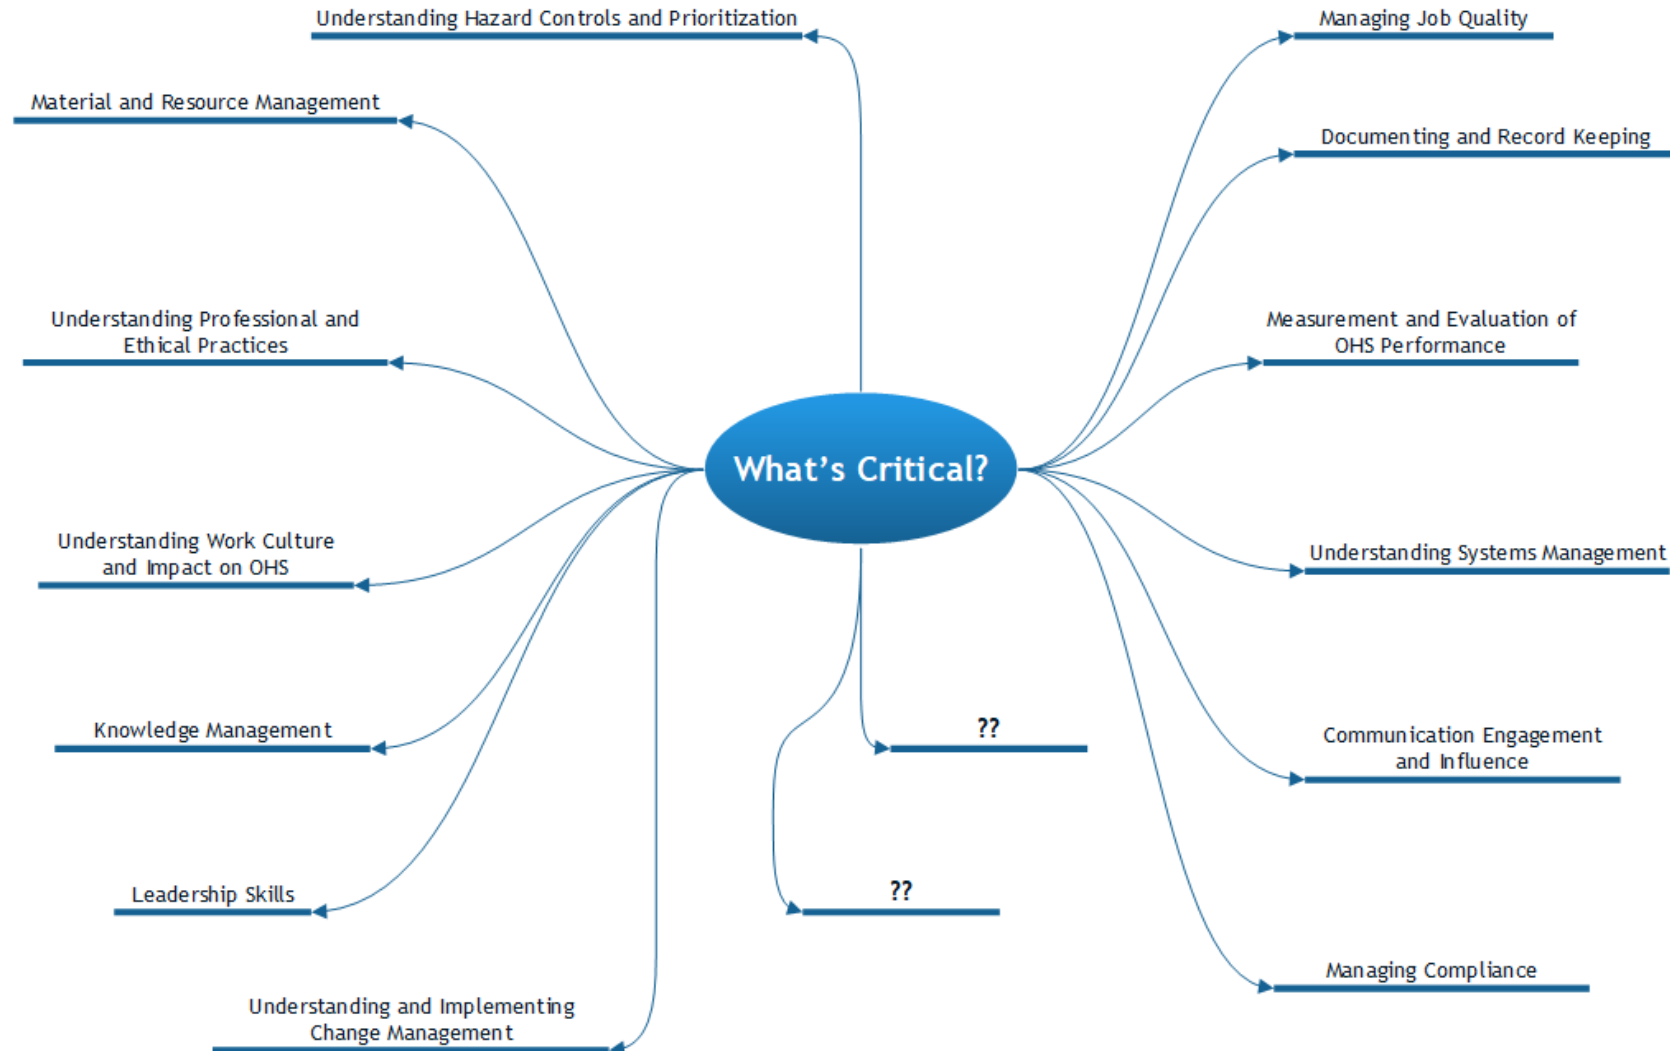 Understanding Hazard Controls and Prioritization
Managing Job Quality
Material and Resource Management
Documenting and Record Keeping
Understanding Professional and
Ethical Practices
Measurement and Evaluation of
OHS Performance
What's Critical?
Understanding Work Culture
and Impact on OHS
Understanding Systems Management
Knowledge Management
??
Communication Engagement
and Influence
Leadership Skills
??
Managing Compliance
Understanding and Implementing
Change Management